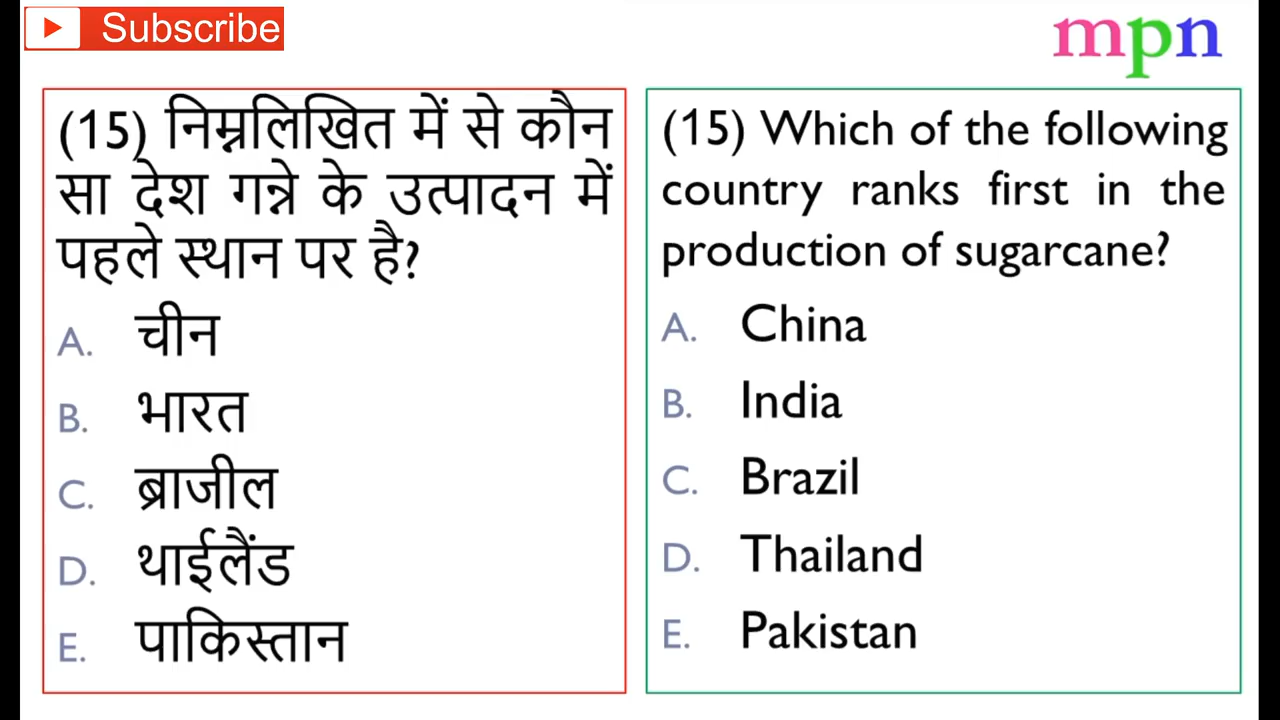 Subscribe
mpn
(15) निम्नलिखित में से कौन
सा देश गन्ने के उत्पादन में
पहले स्थान पर है?
A. चीन
B. भारत
C. ब्राजील
D. थाईलैंड
E. पाकिस्तान
(15) Which of the following
country ranks first in the
production of sugarcane?
A. China
B. India
C. Brazil
D. Thailand
E. Pakistan